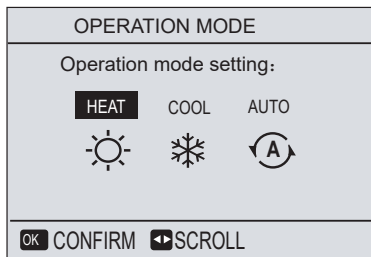 OPERATION MODE
Operation mode setting:
HEAT COOL AUTO
A
OK CONFIRM SCROLL